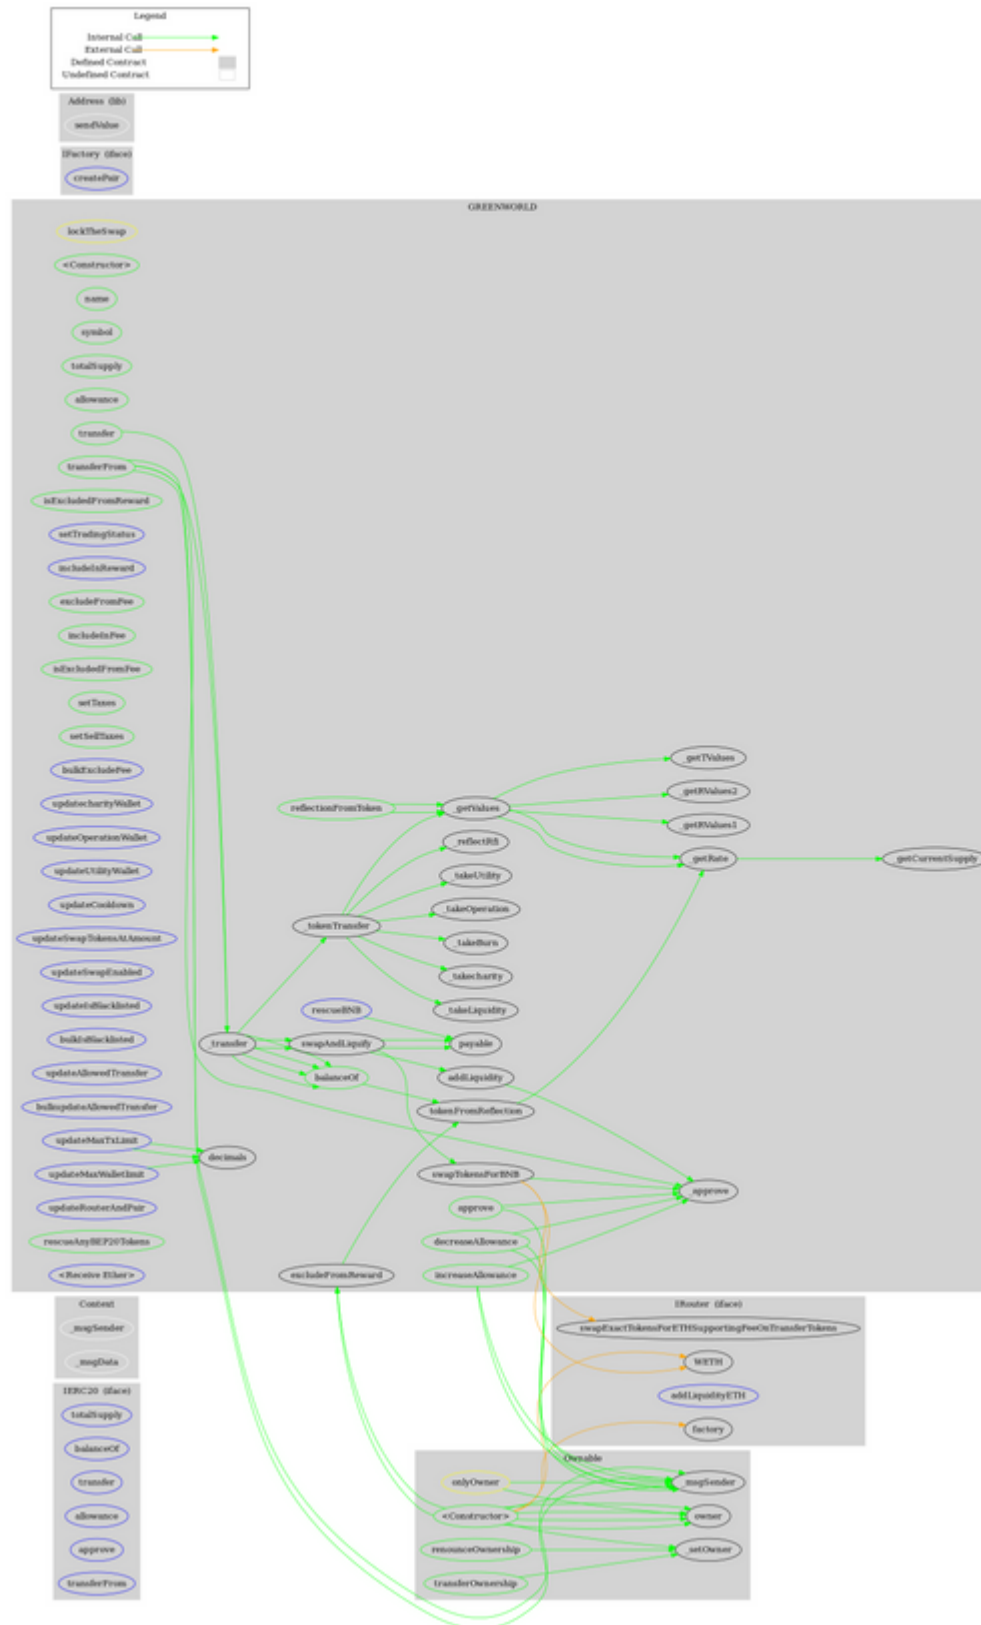 Legend
Internal Call
External Call
Defined Contract
Undefined Contract
Address (lib)
sendValue
IFactory (iface)
createPair
GREENWORLD
lockTheSwap
<Constructor>
name
symbol
totalSupply
allowance
transfer
transferFrom
isExcludedFromReward
setTradingStatus
includeInReward
excludeFromFee
includeInFee
isExcludedFromFee
setTaxes
setSellTaxes
bulkExcludeFee
updatecharityWallet
updateOperationWallet
updateUtilityWallet
updateCooldown
updateSwapTokensAtAmount
updateSwapEnabled
updateIsBlacklisted
bulkIsBlacklisted
updateAllowedTransfer
bulkupdateAllowedTransfer
updateMaxTxLimit
updateMaxWalletlimit
updateRouterAndPair
rescueAnyBEP20Tokens
<Receive Ether>
_transfer
decimals
reflectionFromToken
_tokenTransfer
rescueBNB
swapAndLiquify
balanceOf
excludeFromReward
_getValues
_reflectRfi
_takeUtility
_takeOperation
_takeBurn
_takecharity
_takeLiquidity
payable
addLiquidity
tokenFromReflection
swapTokensForBNB
approve
decreaseAllowance
increaseAllowance
_getTValues
_getRValues2
_getRValues1
_getRate
_approve
_getCurrentSupply
Context
_msgSender
_msgData
IERC20 (iface)
totalSupply
balanceOf
transfer
allowance
approve
transferFrom
IRouter (iface)
swapExactTokensForETHSupportingFeeOnTransferTokens
WETH
addLiquidityETH
factory
Ownable
onlyOwner
<Constructor>
renounceOwnership
transferOwnership
_msgSender
owner
_setOwner